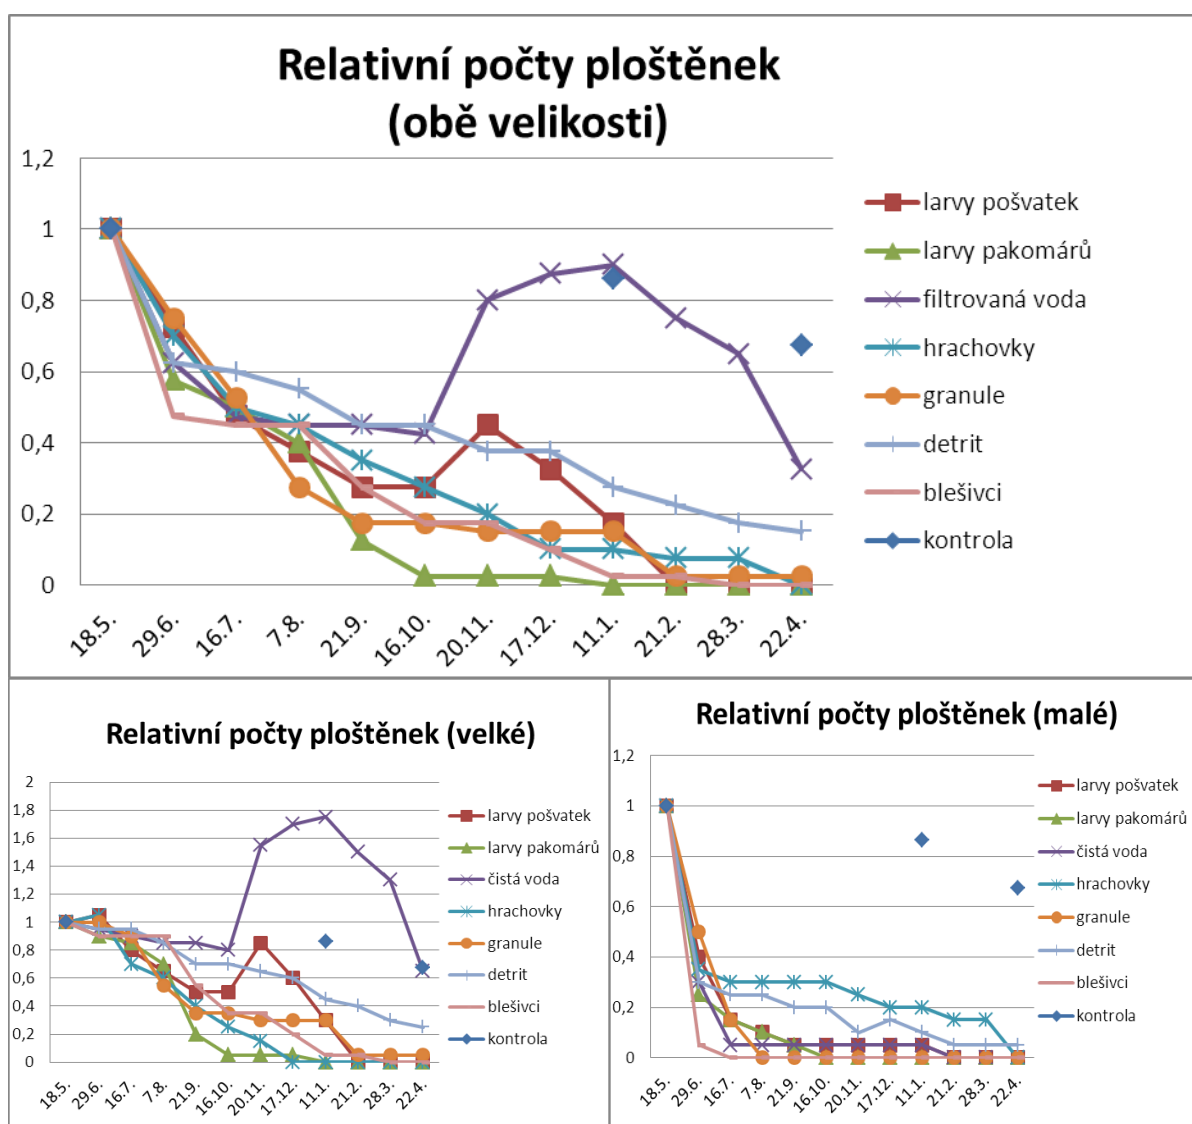 Relativní počty ploštěnek
(obě velikosti)
1,2
1
0,8
0,6
0,4
0,2
0
18.5.
29.6.
16.7.
7.8.
21.9.
16.10.
20.11.
17.12.
11.1.
21.2.
28.3.
22.4.
larvy pošvatek
larvy pakomárů
filtrovaná voda
hrachovky
granule
detrit
blešivci
kontrola
Relativní počty ploštěnek (velké)
2
1,8
1,6
1,4
1,2
1
0,8
0,6
0,4
0,2
0
18.5.
29.6.
16.7.
7.8.
21.9.
16.10.
20.11.
17.12.
11.1.
21.2.
28.3.
22.4.
larvy pošvatek
larvy pakomárů
čistá voda
hrachovky
granule
detrit
blešivci
kontrola
Relativní počty ploštěnek (malé)
1,2
1
0,8
0,6
0,4
0,2
0
18.5.
29.6.
16.7.
7.8.
21.9.
16.10.
20.11.
17.12.
11.1.
21.2.
28.3.
22.4.
larvy pošvatek
larvy pakomárů
čistá voda
hrachovky
granule
detrit
blešivci
kontrola